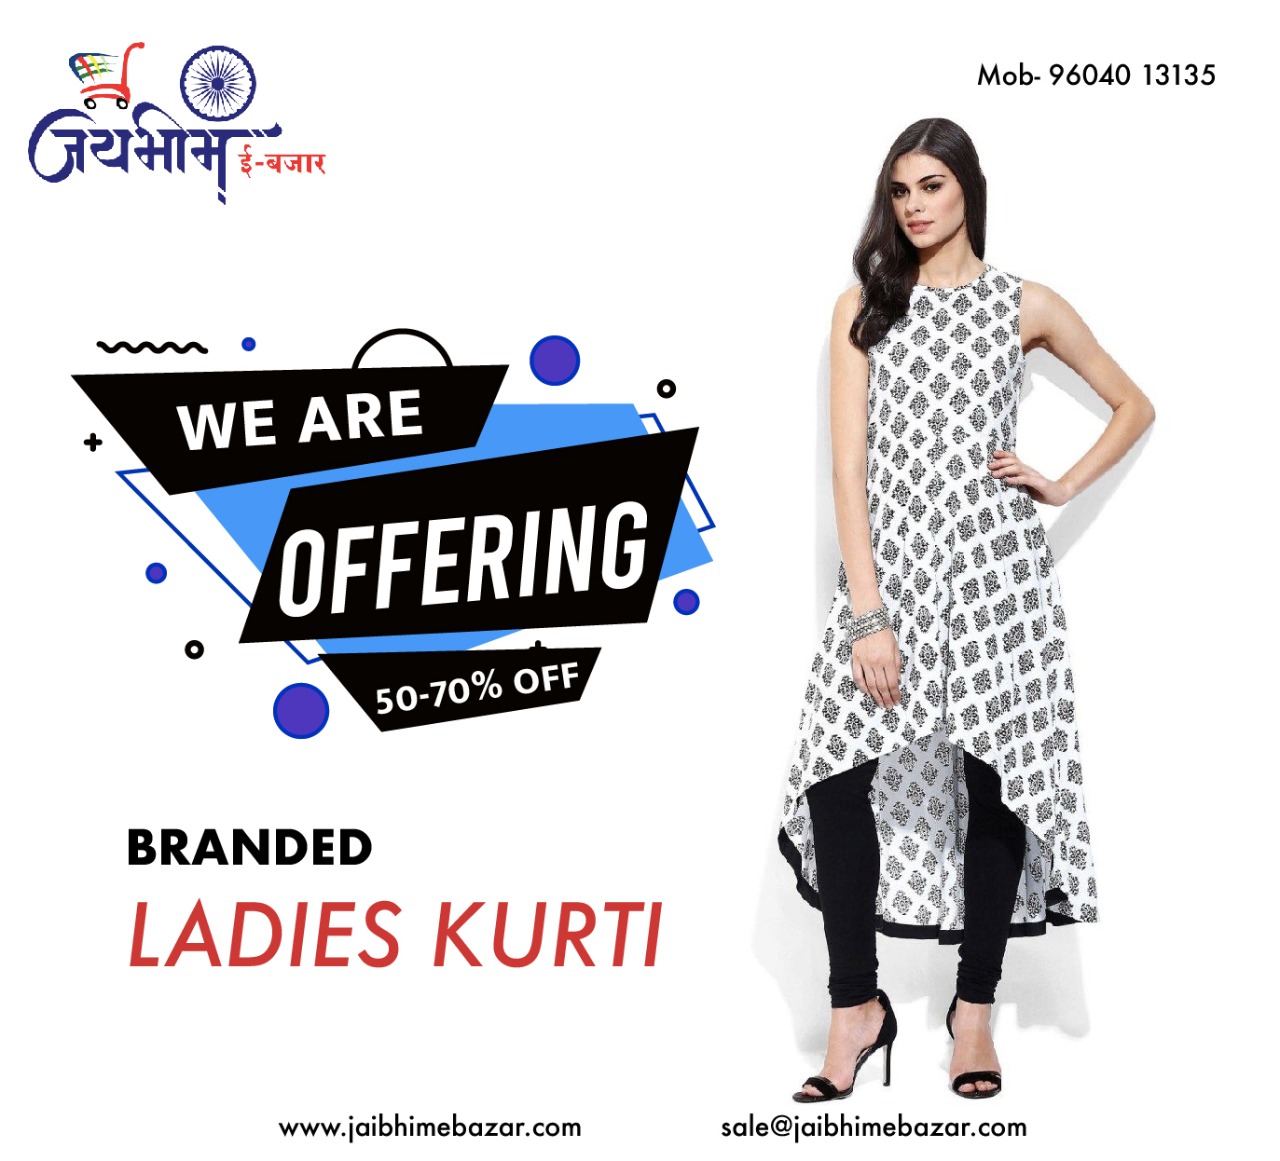 जयभीम ई-बजार
Mob- 96040 13135
WE ARE
OFFERING
50-70% OFF
BRANDED
LADIES KURTI
www.jaibhimebazar.com
sale@jaibhimebazar.com